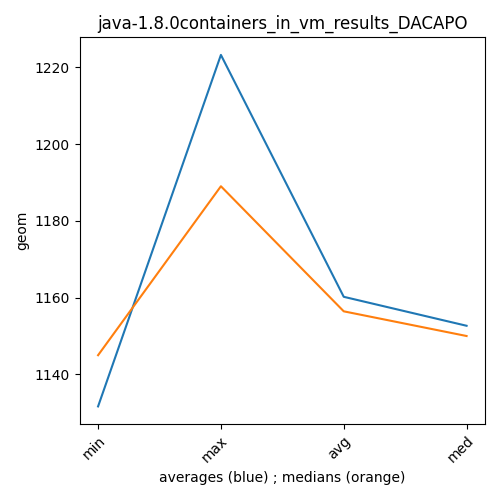 java-1.8.0containers_in_vm_results_DACAPO
geom
1220
1200
1180
1160
1140
min
max
avg
med
averages (blue) ; medians (orange)